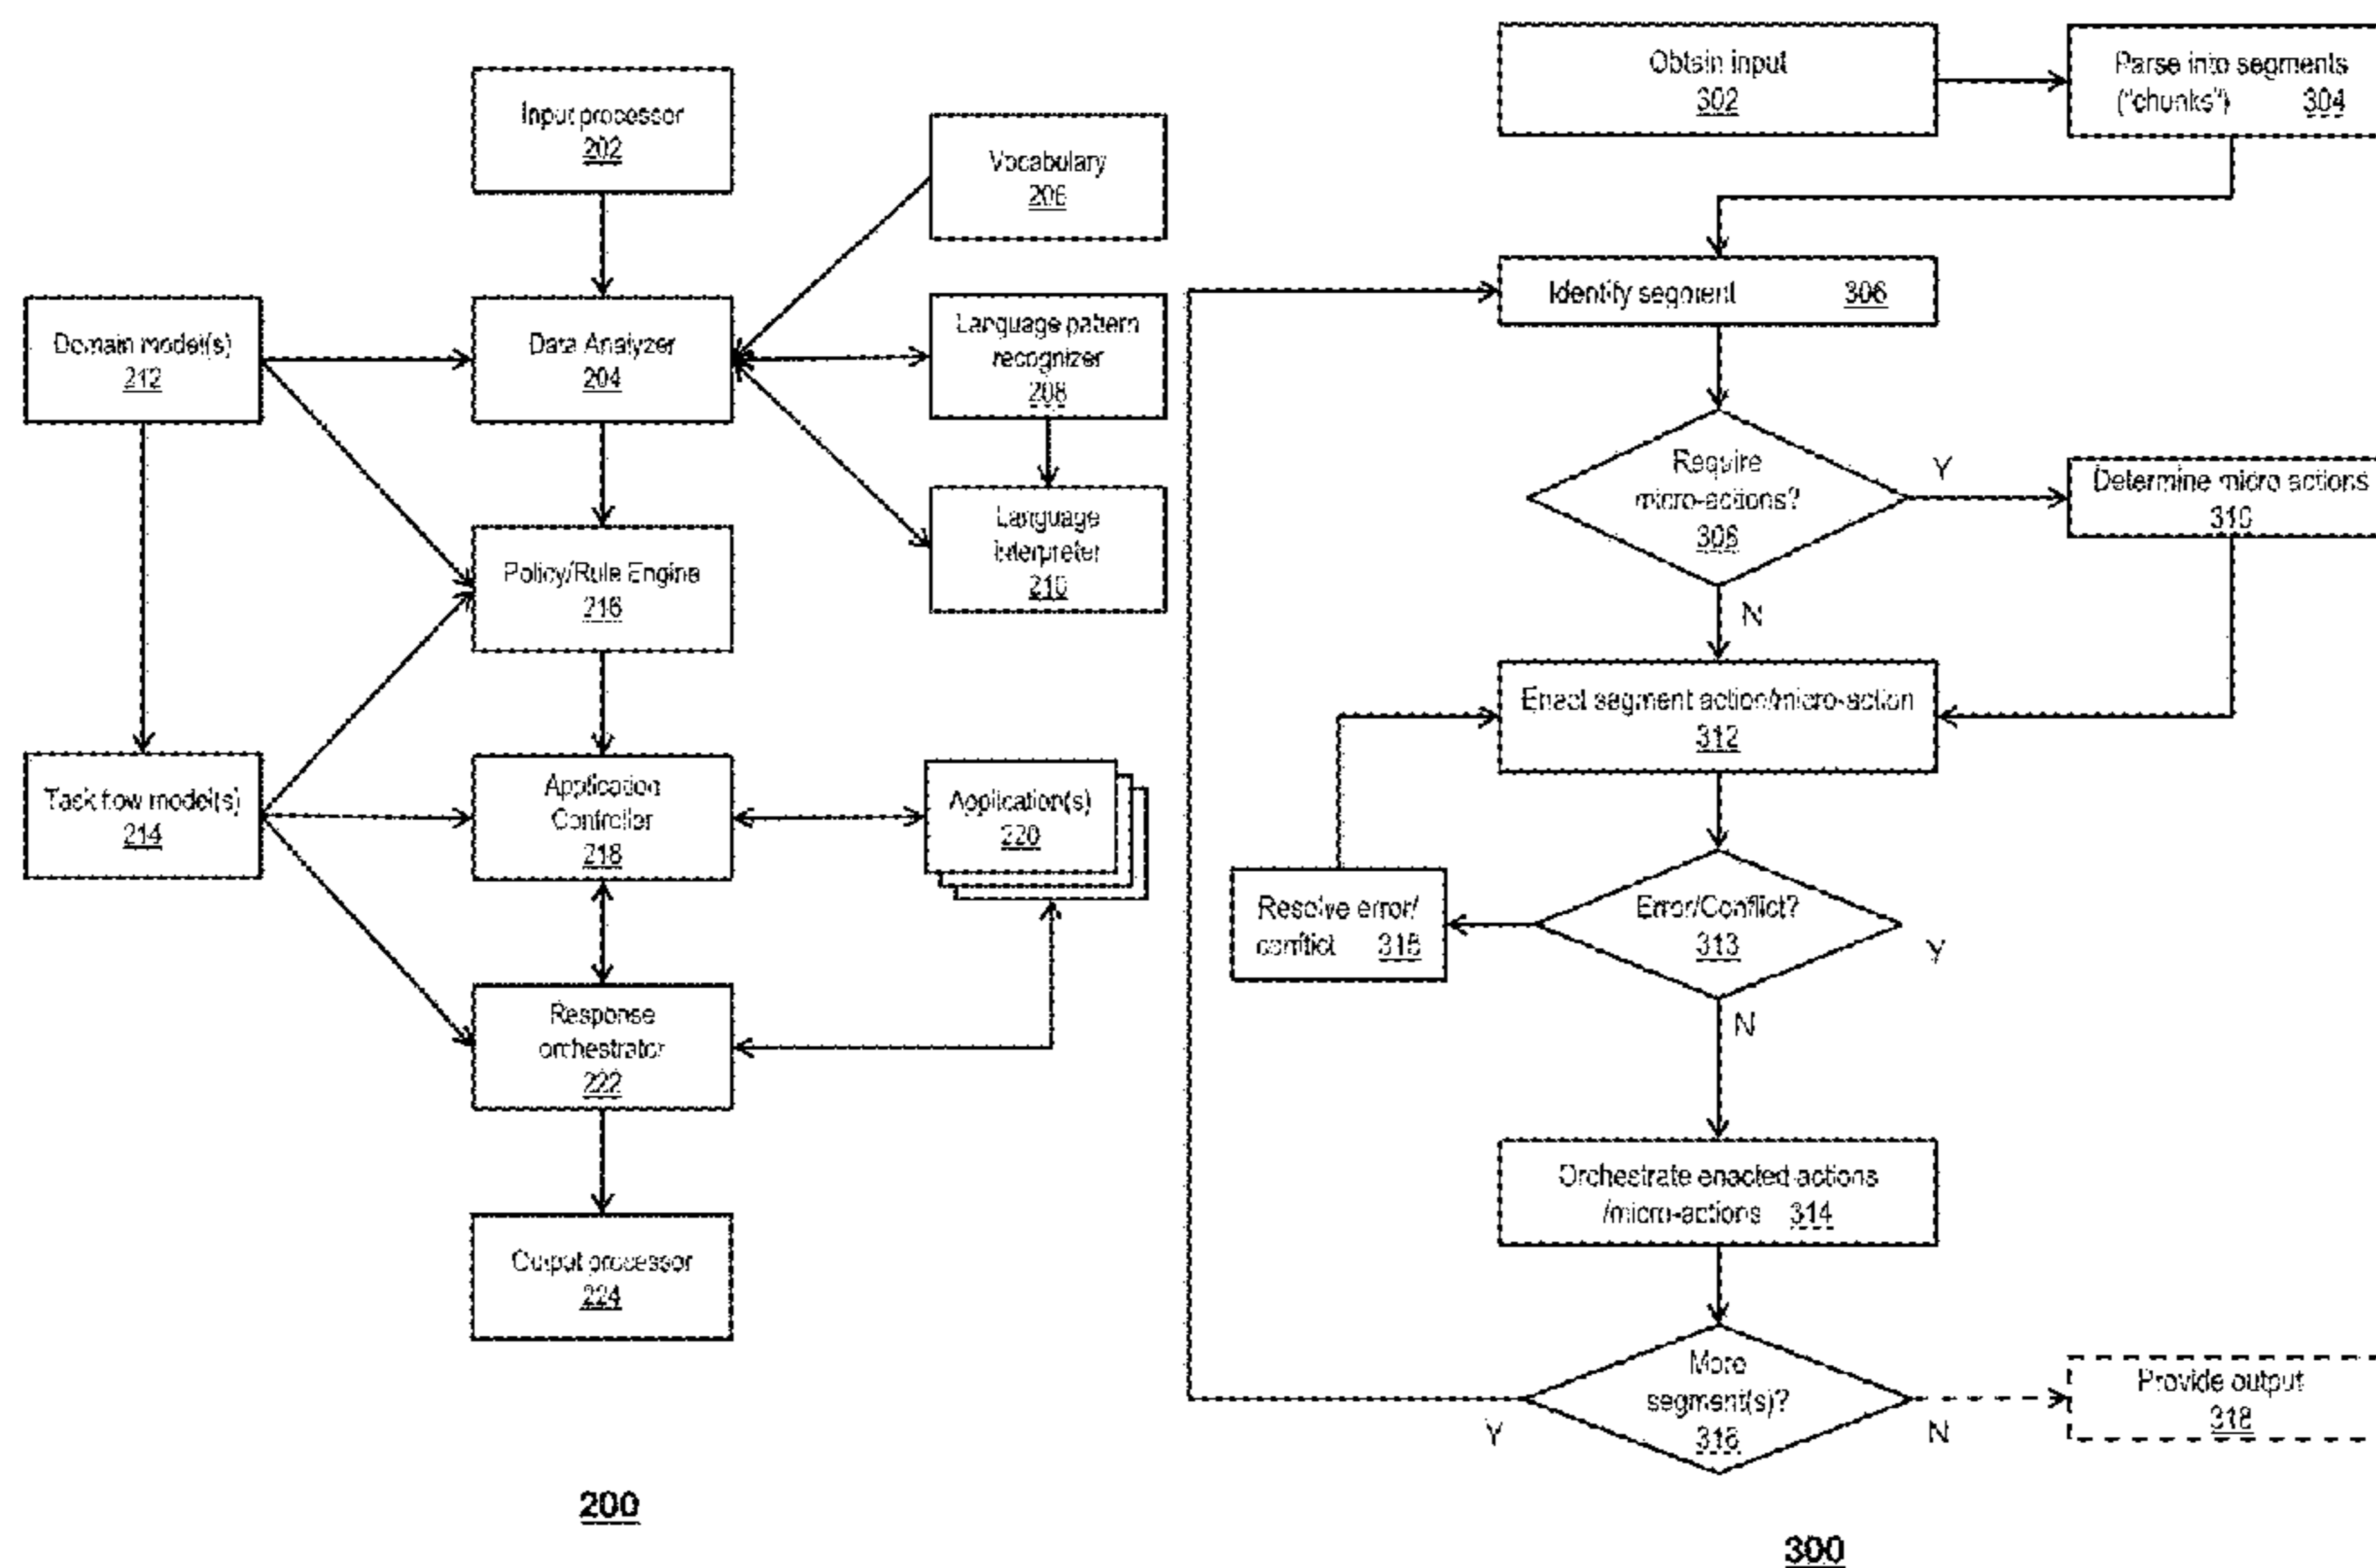 Input processor
202
Vocabulary
206
Domain model(s)
212
Data Analyzer
204
Language pattern
recognizer
208
Policy/Rule Engine
216
Language
interpreter
210
Task flow model(s)
214
Application
Controller
218
Application(s)
220
Response
orchestrator
222
Output processor
224
200
Obtain input
302
Parse into segments
("chunks") 304
Identify segment 306
Require
micro-actions?
308
Y
Determine micro actions
310
N
Enact segment action/micro-action
312
Resolve error/
conflict 315
Error/Conflict?
313
Y
N
Orchestrate enacted actions
/micro-actions 314
More
segment(s)?
316
Y
N
Provide output
318
300